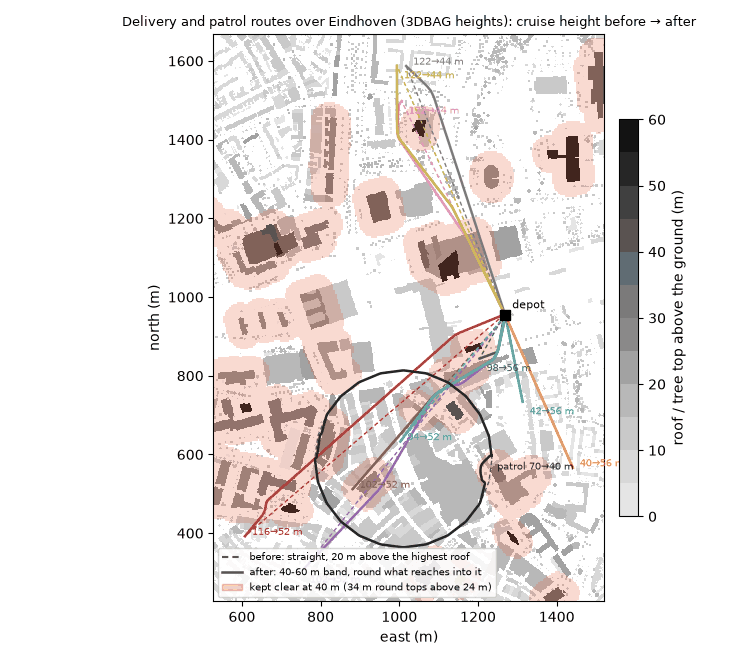 Delivery and patrol routes over Eindhoven (3DBAG heights): cruise height before → after
1600
1400
1200
1000
800
600
400
north (m)
122→44 m
depot
98→56 m
42→56 m
40→56 m
patrol 70→40 m
102→52 m
116→52 m
before: straight, 20 m above the highest roof
after: 40-60 m band, round what reaches into it
kept clear at 40 m (34 m round tops above 24 m)
600
800
1000
1200
1400
east (m)
60
50
40
30
20
10
0
roof / tree top above the ground (m)